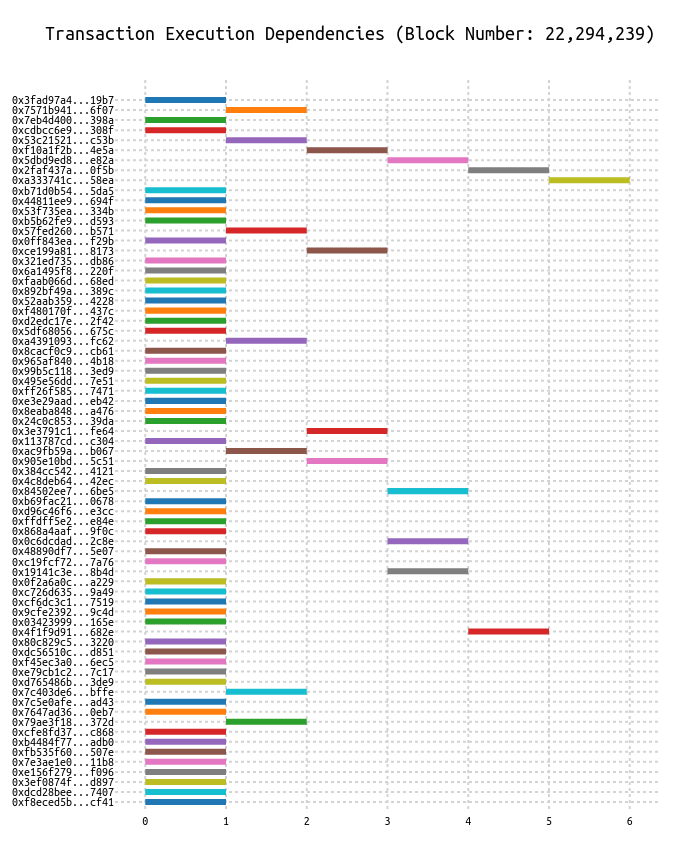 Transaction Execution Dependencies (Block Number: 22,294,239)
0x3fad97a4...19b7
0x7571b941...6f07
0x7eb4d400...398a
0xcdbcc6e9...308f
0x53c21521...c53b
0xf10a1f2b...4e5a
0x5dbd9ed8...e82a
0x2faf437a...0f5b
0xa333741c...58ea
0xb71d0b54...5da5
0x44811ee9...694f
0x53f735ea...334b
0xb5b62fe9...d593
0x57fed260...b571
0x0ff843ea...f29b
0xce199a81...8173
0x321ed735...db86
0x6a1495f8...220f
0xfaab066d...68ed
0x892bf49a...389c
0x52aab359...4228
0xf480170f...437c
0xd2edc17e...2f42
0x5df68056...675c
0xa4391093...fc62
0x8cacf0c9...cb61
0x965af840...4b18
0x99b5c118...3ed9
0x495e56dd...7e51
0xff26f585...7471
0xe3e29aad...eb42
0x8eaba848...a476
0x24c0c853...39da
0x3e3791c1...fe64
0x113787cd...c304
0xac9fb59a...b067
0x905e10bd...5c51
0x384cc542...4121
0x4c8deb64...42ec
0x84502ee7...6be5
0xb69fac21...0678
0xd96c46f6...e3cc
0xffdff5e2...e84e
0x868a4aaf...9f0c
0x0c6dcdad...2c8e
0x48890df7...5e07
0xc19fcf72...7a76
0x19141c3e...8b4d
0x0f2a6a0c...a229
0xc726d635...9a49
0xcf6dc3c1...7519
0x9cfe2392...9c4d
0x03423999...165e
0x4f1f9d91...682e
0x80c829c5...3220
0xdc56510c...d851
0xf45ec3a0...6ec5
0xe79cb1c2...7c17
0xd765486b...3de9
0x7c403de6...bffe
0x7c5e0afe...ad43
0x7647ad36...0eb7
0x79ae3f18...372d
0xcfe8fd37...c868
0xb4484f77...adb0
0xfb535f60...507e
0x7e3ae1e0...11b8
0xe156f279...f096
0x3ef0874f...d897
0xdcd28bee...7407
0xf8eced5b...cf41
0 1 2 3 4 5 6